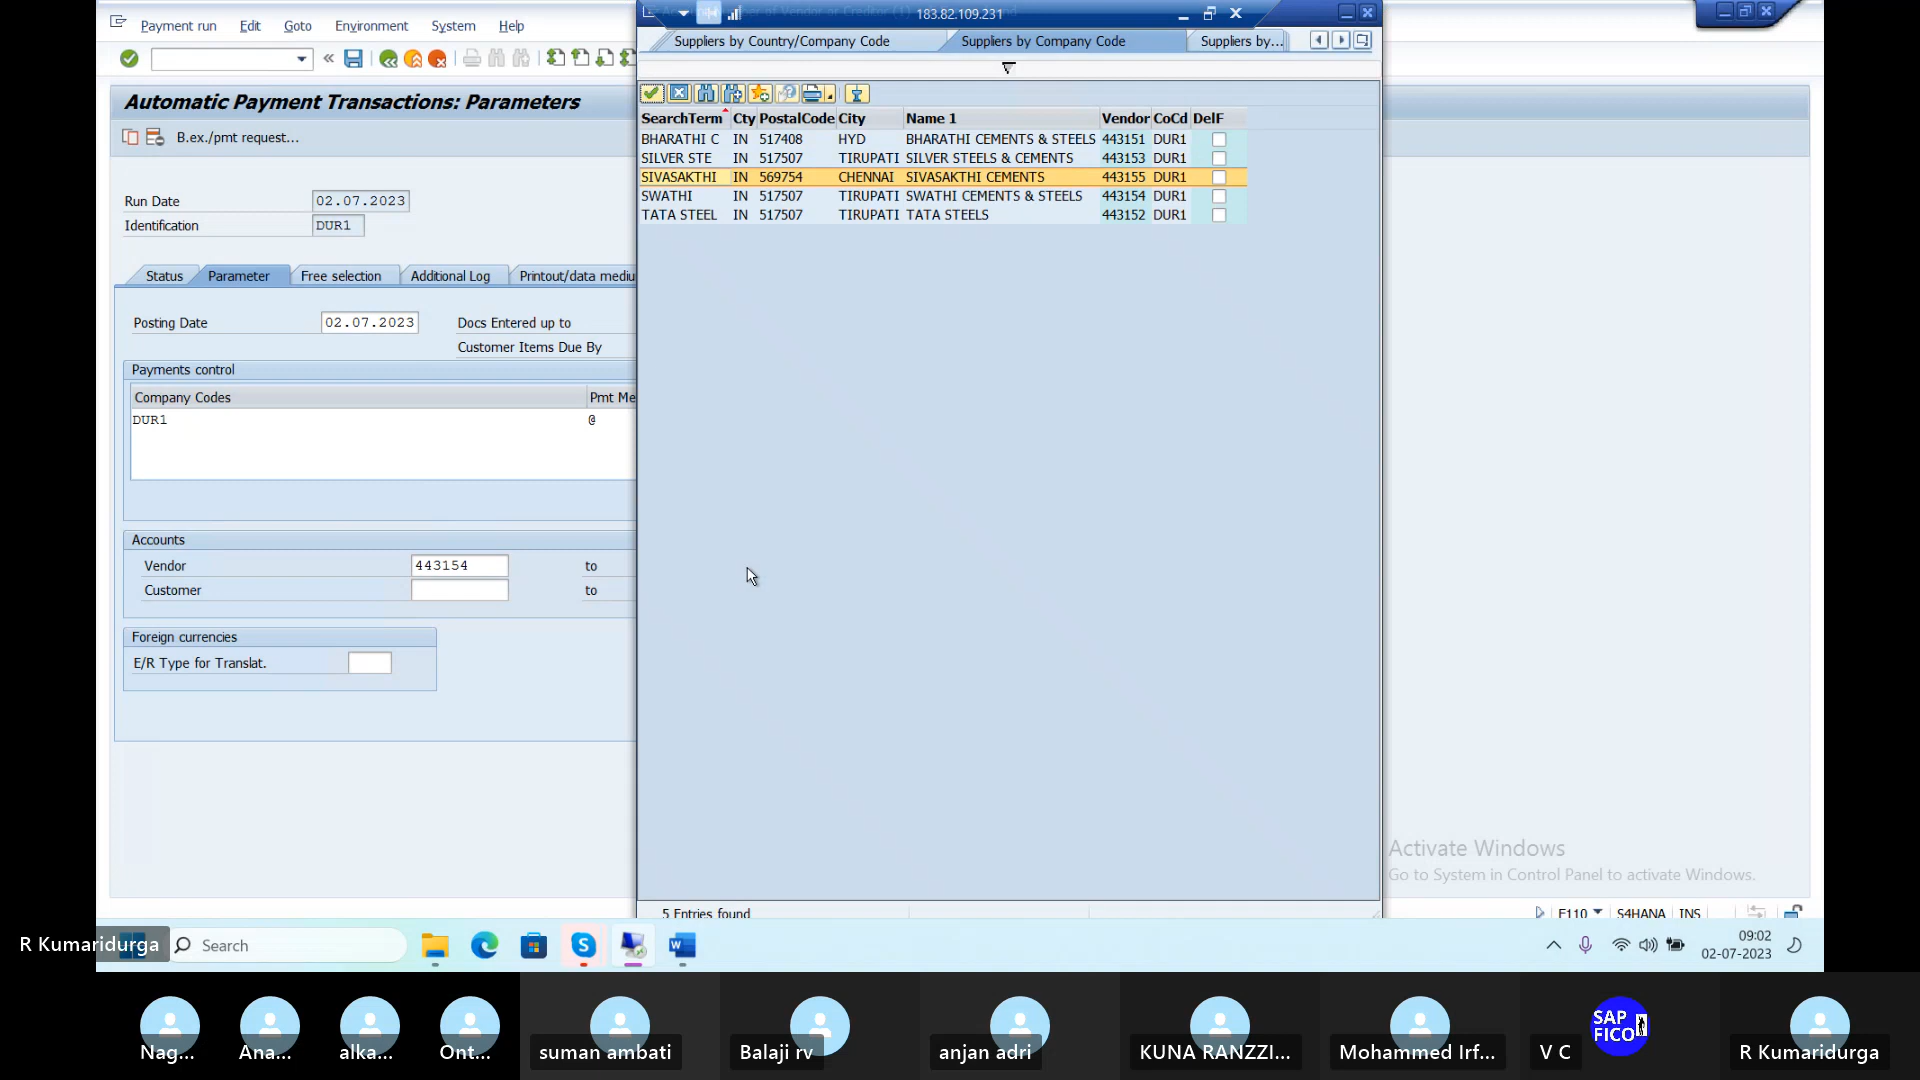 Payment run Edit Goto Environment System Help
183.82.109.231
Suppliers by Country/Company Code Suppliers by Company Code Suppliers by...
Automatic Payment Transactions: Parameters
B.ex./pmt request...
SearchTerm Cty PostalCode City Name 1 Vendor CoCd DelF
BHARATHI C IN 517408 HYD BHARATHI CEMENTS & STEELS 443151 DUR1
SILVER STE IN 517507 TIRUPATI SILVER STEELS & CEMENTS 443153 DUR1
SIVASAKTHI IN 569754 CHENNAI SIVASAKTHI CEMENTS 443155 DUR1
SWATHI IN 517507 TIRUPATI SWATHI CEMENTS & STEELS 443154 DUR1
TATA STEEL IN 517507 TIRUPATI TATA STEELS 443152 DUR1
Run Date 02.07.2023
Identification DUR1
Status Parameter Free selection Additional Log Printout/data mediu
Posting Date 02.07.2023 Docs Entered up to
Customer Items Due By
Payments control
Company Codes Pmt Me
DUR1 @
Accounts
Vendor 443154 to
Customer to
Foreign currencies
E/R Type for Translat.
Activate Windows
Go to System in Control Panel to activate Windows.
5 Entries found
F110 S4HANA INS
R Kumaridurga Search
09:02
02-07-2023
SAP
FICO
Nag... Ana... alka... Ont... suman ambati Balaji rv anjan adri KUNA RANZZI... Mohammed Irf... V C R Kumaridurga